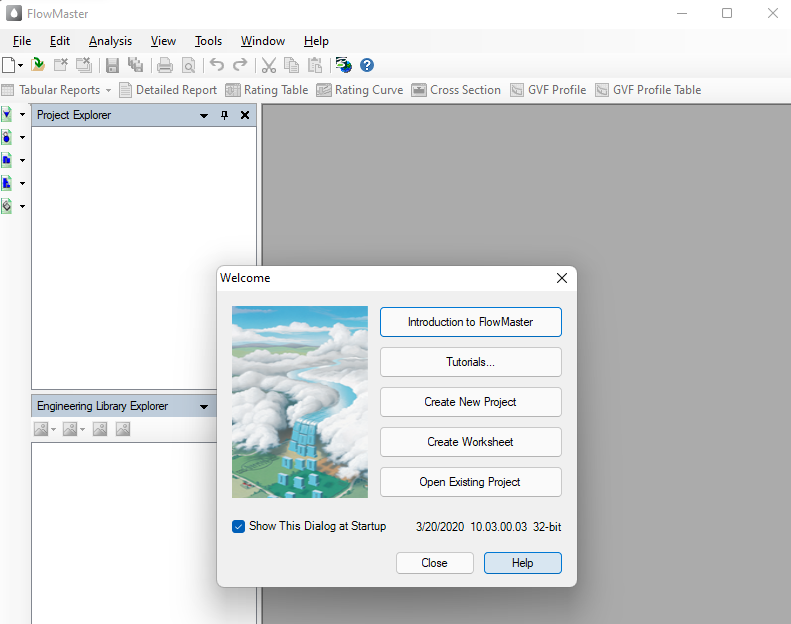 FlowMaster
File Edit Analysis View Tools Window Help
Tabular Reports Detailed Report Rating Table Rating Curve Cross Section GVF Profile GVF Profile Table
Project Explorer
Welcome
Introduction to FlowMaster
Tutorials...
Create New Project
Engineering Library Explorer
Create Worksheet
Open Existing Project
Show This Dialog at Startup 3/20/2020 10.03.00.03 32-bit
Close Help